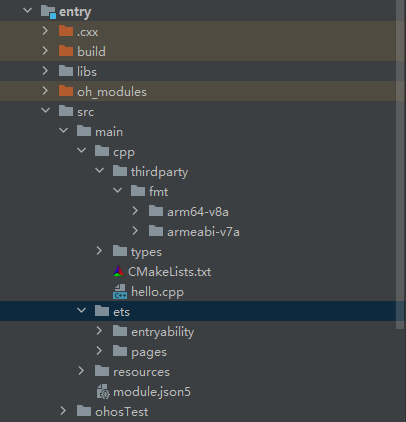 entry
.cxx
build
libs
oh_modules
src
main
cpp
thirdparty
fmt
arm64-v8a
armeabi-v7a
types
CMakeLists.txt
hello.cpp
ets
entryability
pages
resources
module.json5
ohosTest